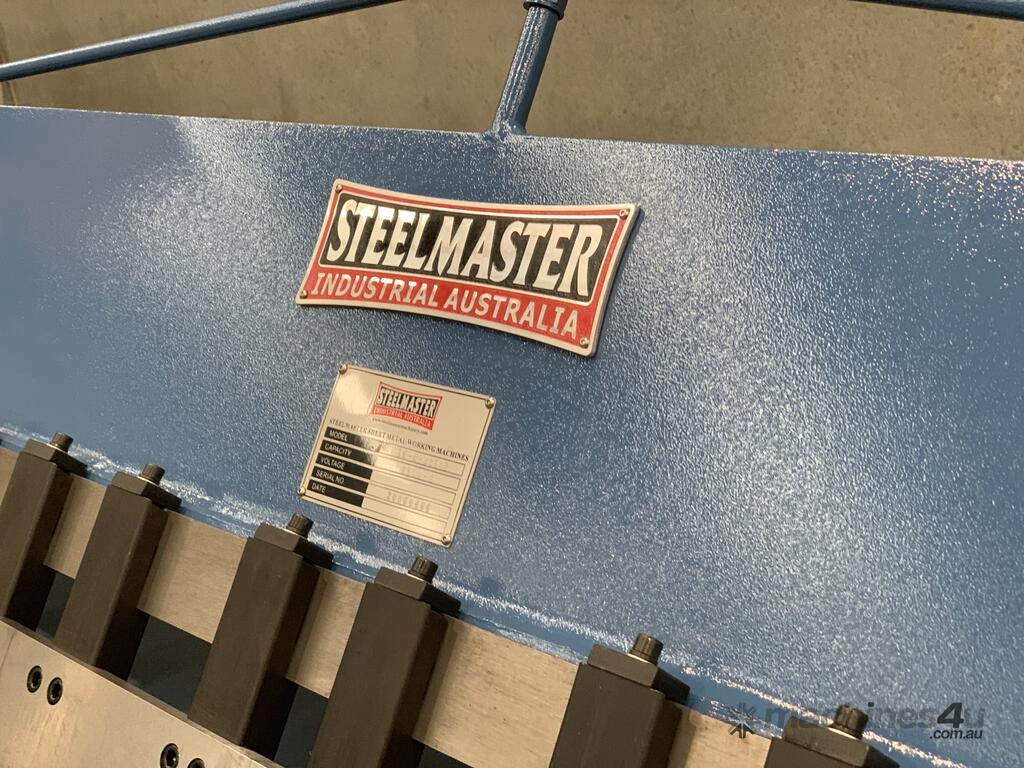 STEELMASTER
INDUSTRIAL AUSTRALIA
STEELMASTER
INDUSTRIAL AUSTRALIA
STEELMASTER SHEET METAL WORKING MACHINES
MODEL
CAPACITY
VOLTAGE
SERIAL NO
DATE
machines4u
.com.au